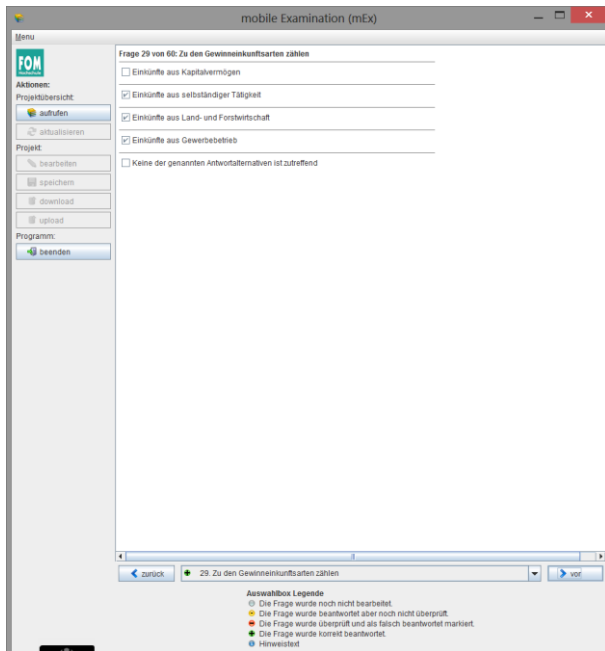 mobile Examination (mEx)
Menu
FOM
Hochschule
Aktionen:
Projektübersicht:
aufrufen
aktualisieren
Projekt:
bearbeiten
speichern
download
upload
Programm:
beenden
Frage 29 von 60: Zu den Gewinneinkunftsarten zählen
Einkünfte aus Kapitalvermögen
Einkünfte aus selbständiger Tätigkeit
Einkünfte aus Land- und Forstwirtschaft
Einkünfte aus Gewerbebetrieb
Keine der genannten Antwortalternativen ist zutreffend
zurück
29. Zu den Gewinneinkunftsarten zählen
vor
Auswahlbox Legende
Die Frage wurde noch nicht bearbeitet.
Die Frage wurde beantwortet aber noch nicht überprüft.
Die Frage wurde überprüft und als falsch beantwortet markiert.
Die Frage wurde korrekt beantwortet.
Hinweistext